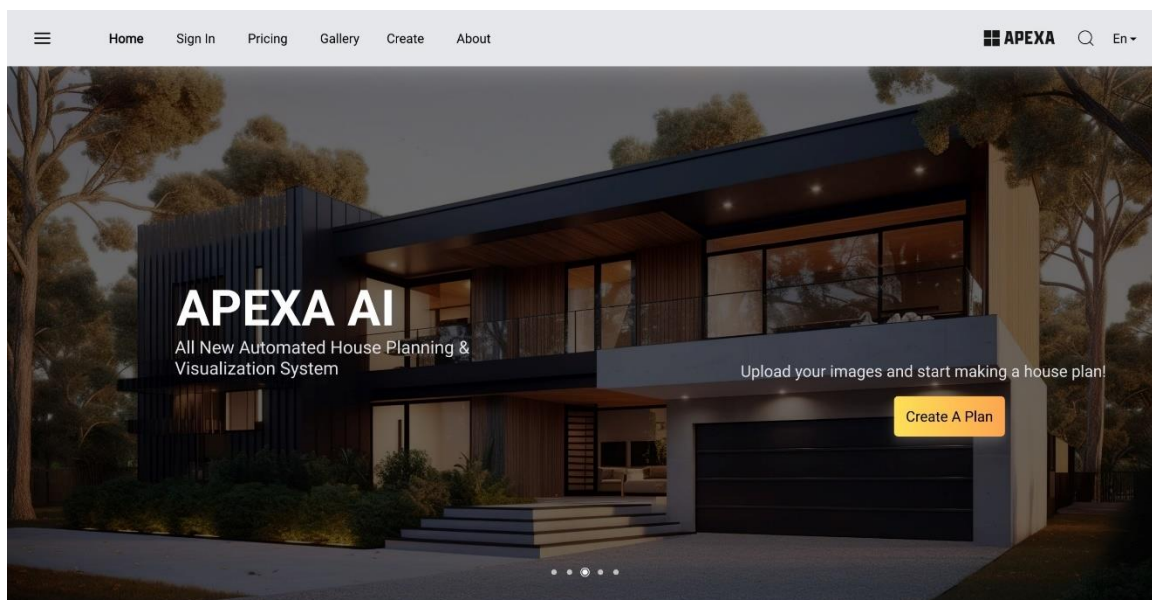 Home
Sign In
Pricing
Gallery
Create
About
APEXA
En
APEXA AI
All New Automated House Planning &
Visualization System
Upload your images and start making a house plan!
Create A Plan